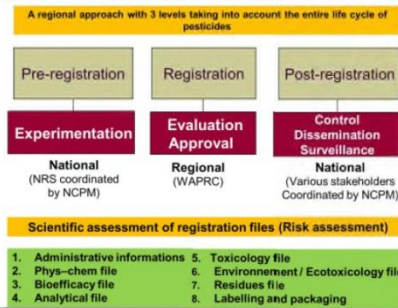 A regional approach with 3 levels taking into account the entire life cycle of
pesticides
Pre-registration
Registration
Post-registration
Experimentation
Evaluation
Approval
Control
Dissemination
Surveillance
National
(NRS coordinated
by NCPM)
Regional
(WAPRC)
National
(Various stakeholders
Coordinated by NCPM)
Scientific assessment of registration files (Risk assessment)
1. Administrative informations
2. Phys–chem file
3. Bioefficacy file
4. Analytical file
5. Toxicology file
6. Environnement / Ecotoxicology file
7. Residues file
8. Labelling and packaging